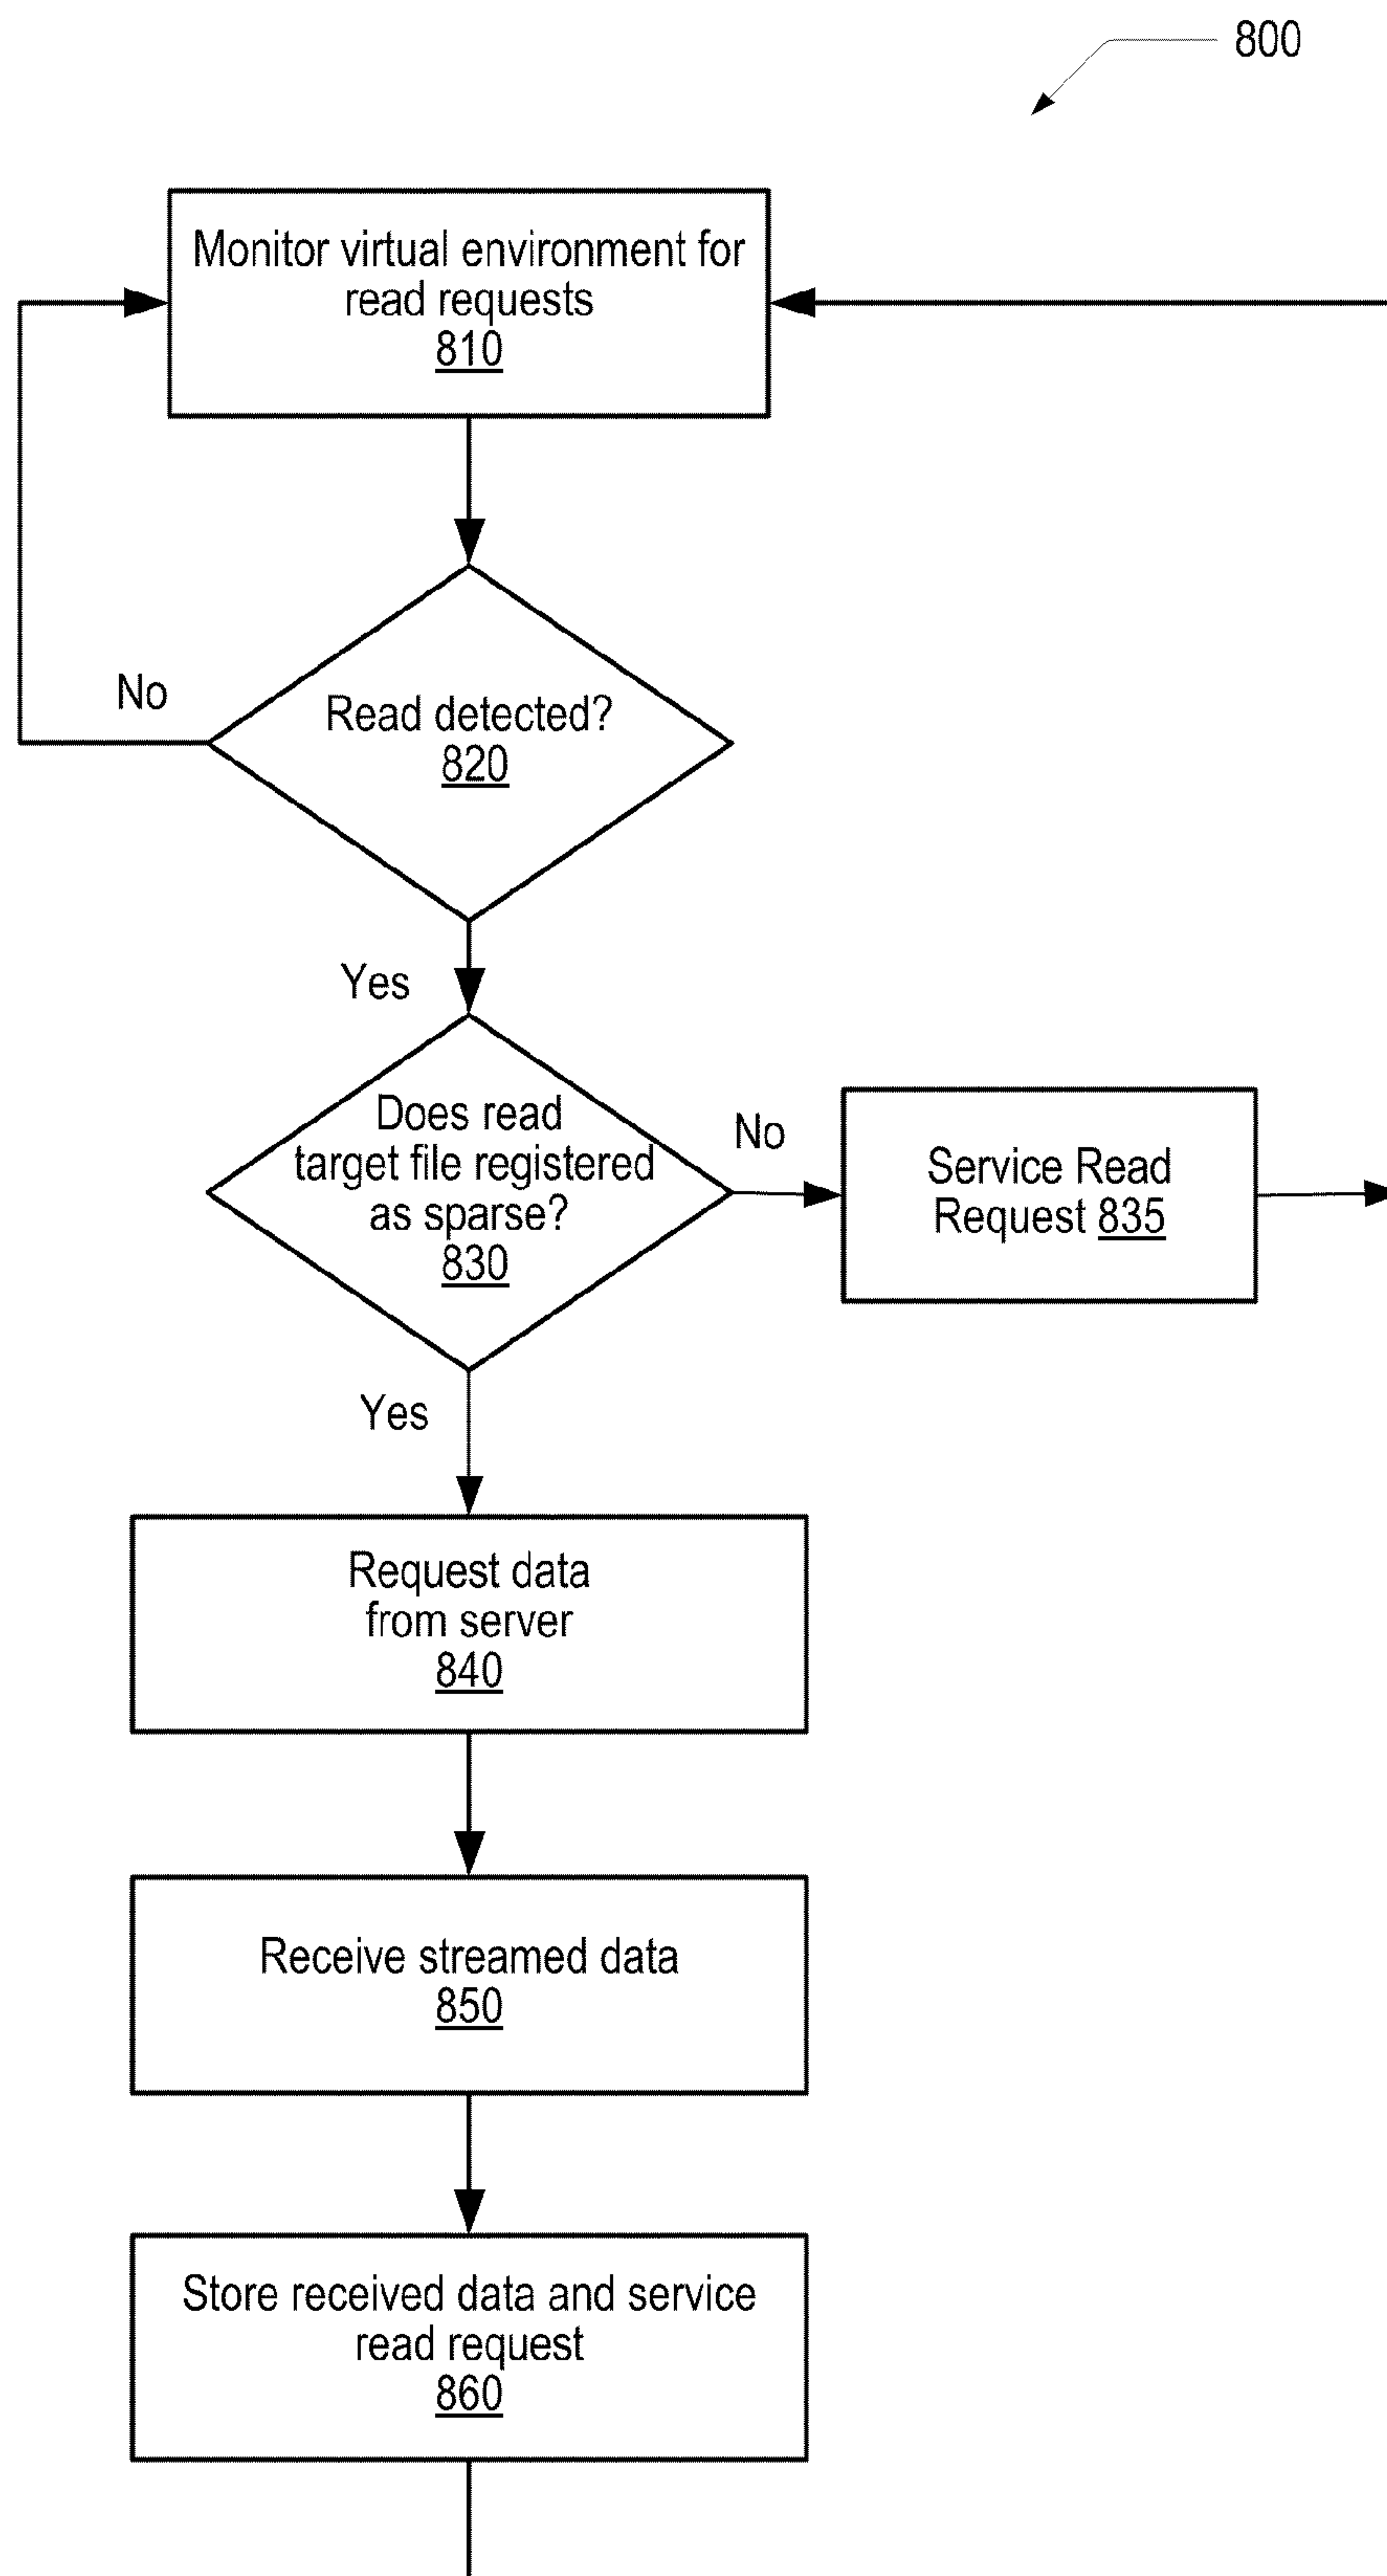 800
Monitor virtual environment for
read requests
810
No
Read detected?
820
Yes
Does read
target file registered
as sparse?
830
No
Service Read
Request 835
Yes
Request data
from server
840
Receive streamed data
850
Store received data and service
read request
860